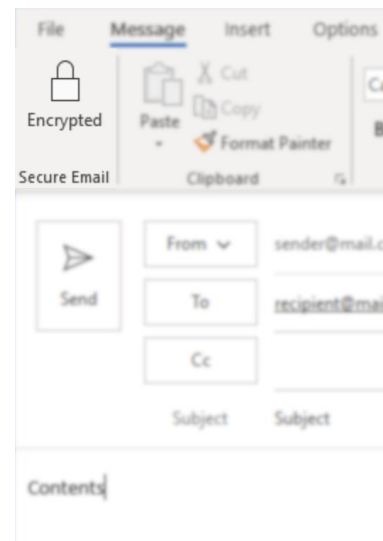 File Message Insert Options
Cut
Encrypted
Copy
Paste
Format Painter
Secure Email Clipboard
From sender@mail.c
Send
To recipient@mai
Cc
Subject Subject
Contents